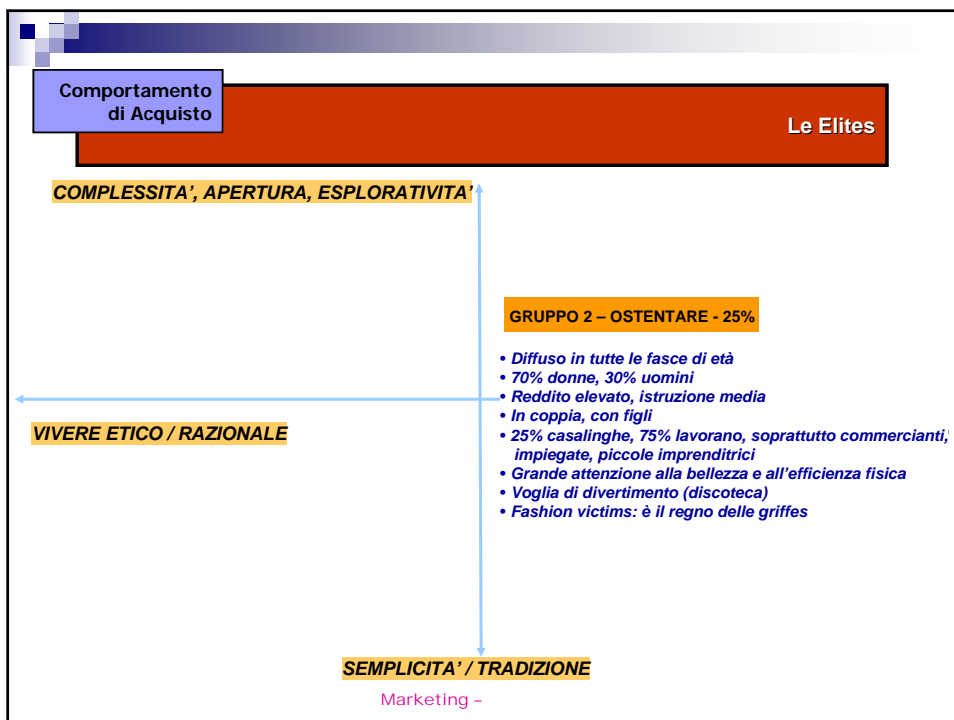 Comportamento
di Acquisto
Le Elites
COMPLESSITA', APERTURA, ESPLORATIVITA'
GRUPPO 2 – OSTENTARE - 25%
• Diffuso in tutte le fasce di età
• 70% donne, 30% uomini
• Reddito elevato, istruzione media
• In coppia, con figli
• 25% casalinghe, 75% lavorano, soprattutto commercianti,
impiegate, piccole imprenditrici
• Grande attenzione alla bellezza e all'efficienza fisica
• Voglia di divertimento (discoteca)
• Fashion victims: è il regno delle griffes
VIVERE ETICO / RAZIONALE
SEMPLICITA' / TRADIZIONE
Marketing –